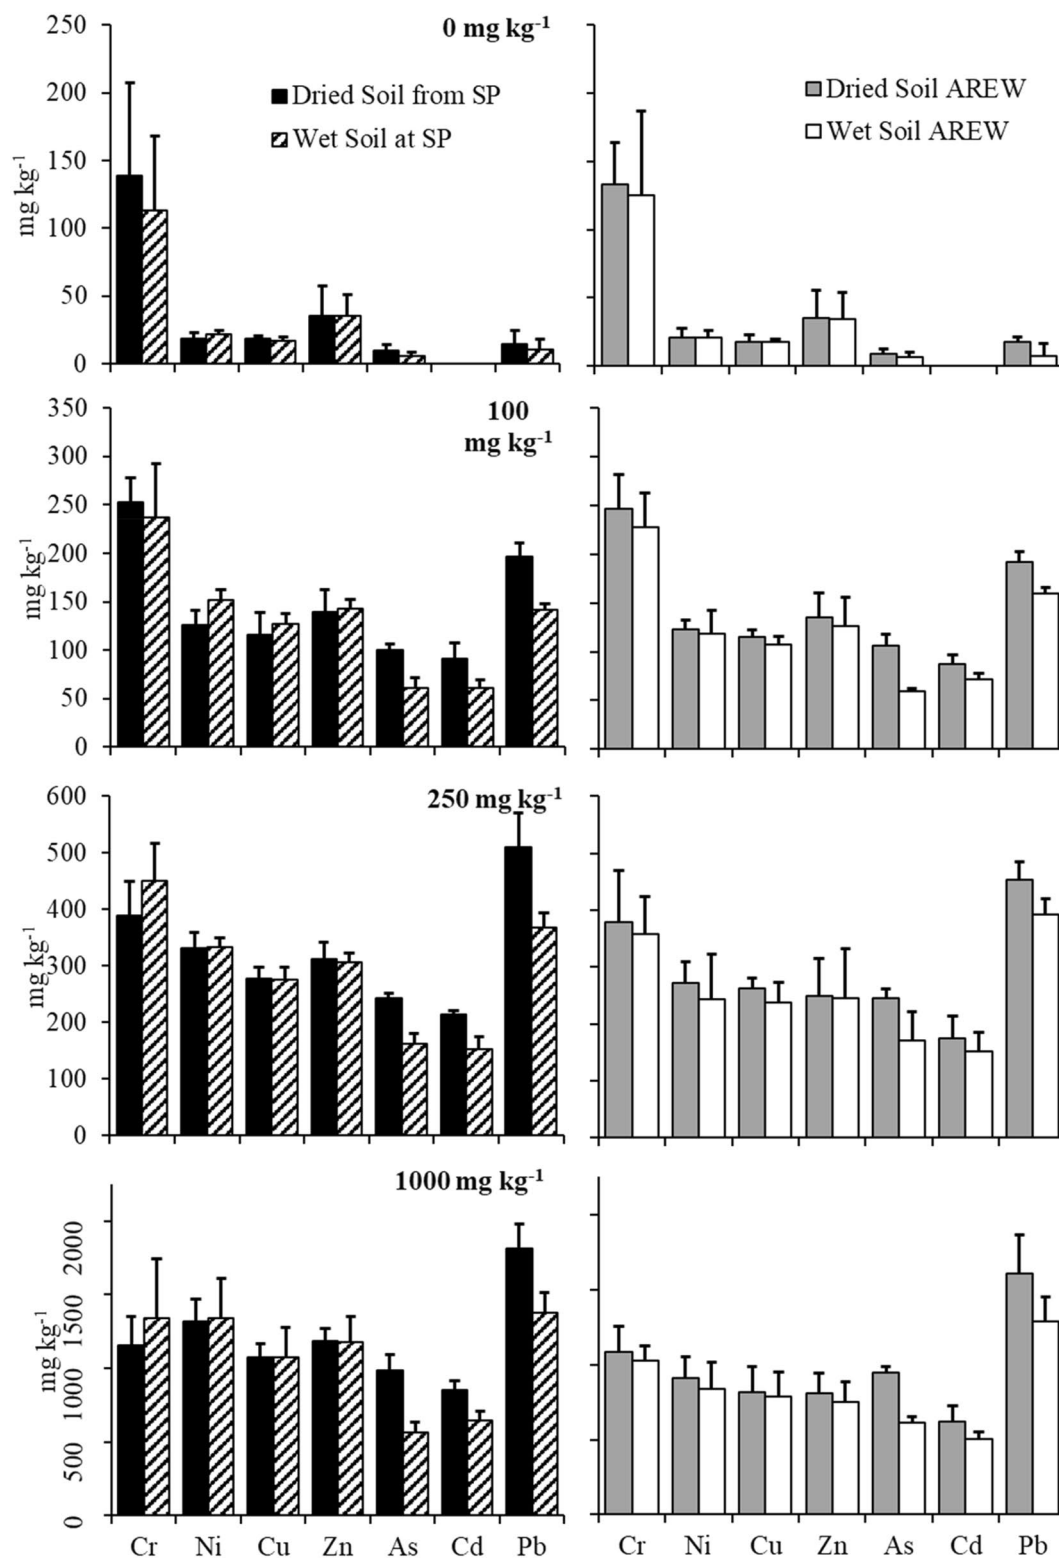 250
200
150
100
50
0
mg kg-1
0 mg kg-1
Dried Soil from SP
Wet Soil at SP
Dried Soil AREW
Wet Soil AREW
350
300
250
200
150
100
50
0
mg kg-1
100
mg kg-1
600
500
400
300
200
100
0
mg kg-1
250 mg kg-1
2000
1500
1000
500
0
mg kg-1
1000 mg kg-1
Cr Ni Cu Zn As Cd Pb
Cr Ni Cu Zn As Cd Pb